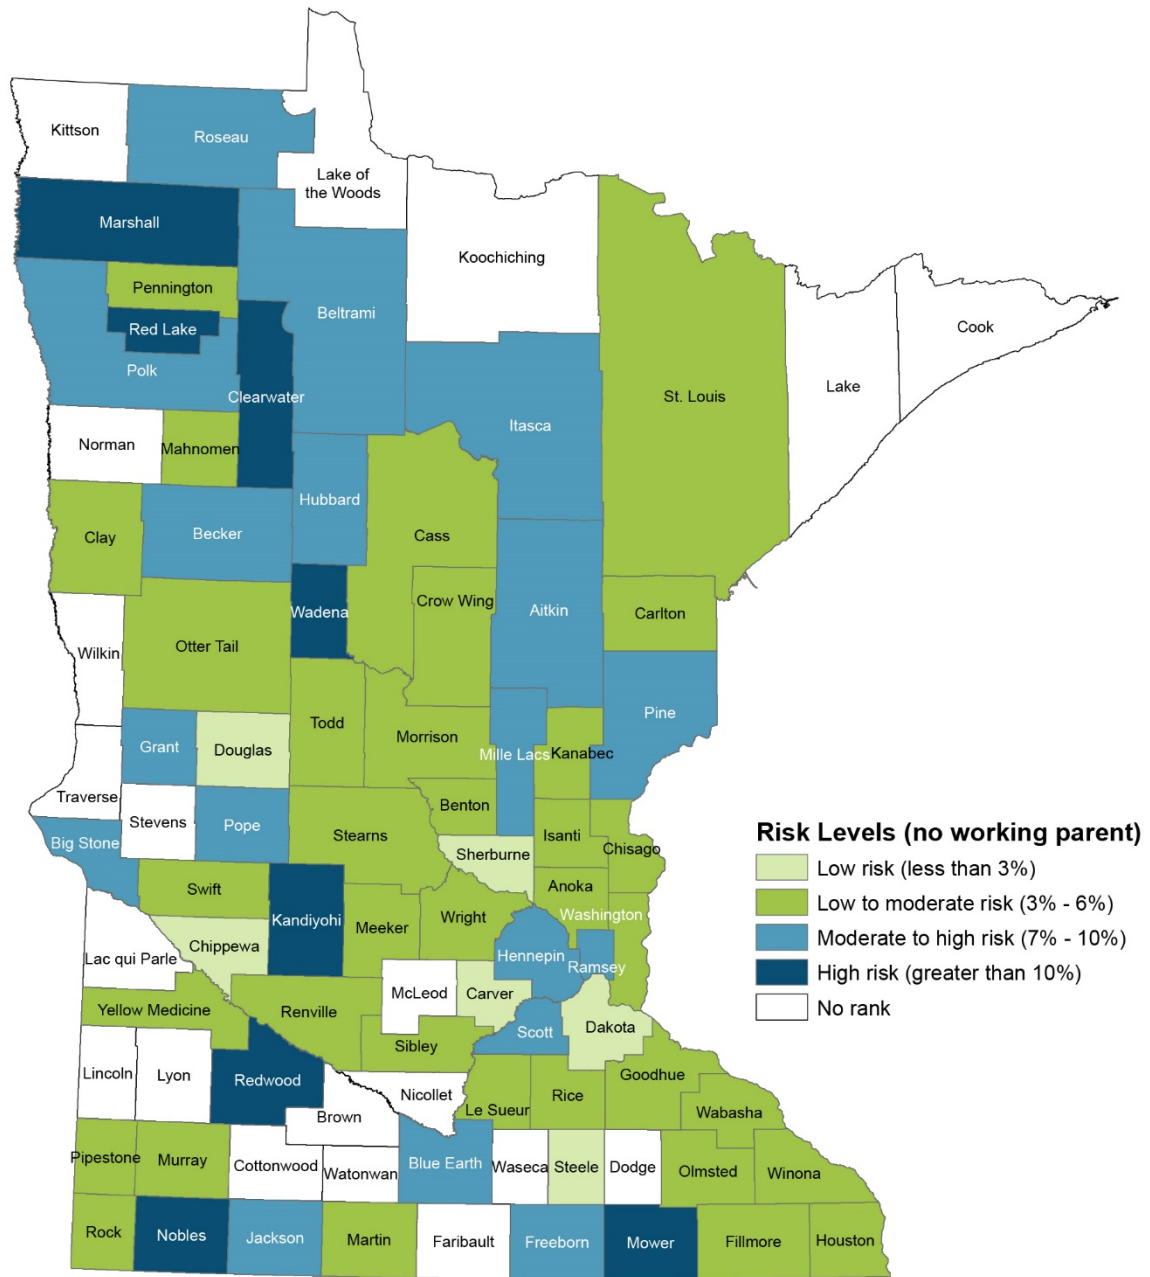 Kittson
Roseau
Lake of
the Woods
Marshall
Koochiching
Pennington
Beltrami
Red Lake
Cook
Polk
Lake
Clearwater
St. Louis
Itasca
Norman
Mahnomen
Hubbard
Becker
Clay
Cass
Crow Wing
Wadena
Aitkin
Carlton
Otter Tail
Wilkin
Pine
Todd
Morrison
Grant
Douglas
Mille Lacs
Kanabec
Traverse
Benton
Stevens
Pope
Big Stone
Stearns
Isanti
Sherburne
Chisago
Risk Levels (no working parent)
Low risk (less than 3%)
Low to moderate risk (3% - 6%)
Moderate to high risk (7% - 10%)
High risk (greater than 10%)
No rank
Swift
Anoka
Kandiyohi
Wright
Washington
Meeker
Chippewa
Hennepin
Lac qui Parle
Ramsey
McLeod
Carver
Yellow Medicine
Renville
Dakota
Scott
Sibley
Lincoln
Lyon
Redwood
Goodhue
Nicollet
Rice
Le Sueur
Brown
Wabasha
Pipestone
Murray
Cottonwood
Watonwan
Blue Earth
Waseca
Steele
Dodge
Olmsted
Winona
Rock
Nobles
Jackson
Martin
Faribault
Freeborn
Mower
Fillmore
Houston